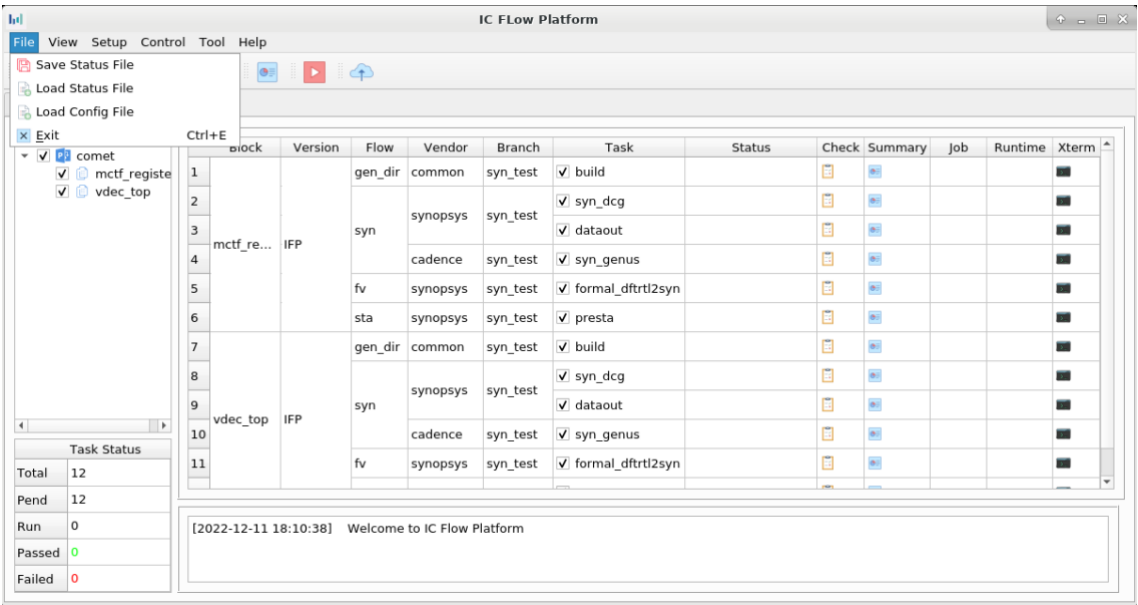 IC FLow Platform
File View Setup Control Tool Help
Save Status File
Load Status File
Load Config File
Exit Ctrl+E
Block Version Flow Vendor Branch Task Status Check Summary Job Runtime Xterm
comet
mctf_registe
vdec_top
1 gen_dir common syn_test build
2 syn_dcg
synopsys syn_test
3 syn dataout
mctf_re... IFP
4 cadence syn_test syn_genus
5 fv synopsys syn_test formal_dftrtl2syn
6 sta synopsys syn_test presta
7 gen_dir common syn_test build
8 syn_dcg
synopsys syn_test
9 syn dataout
vdec_top IFP
10 cadence syn_test syn_genus
11 fv synopsys syn_test formal_dftrtl2syn
Task Status
Total 12
Pend 12
Run 0
Passed 0
Failed 0
[2022-12-11 18:10:38] Welcome to IC Flow Platform